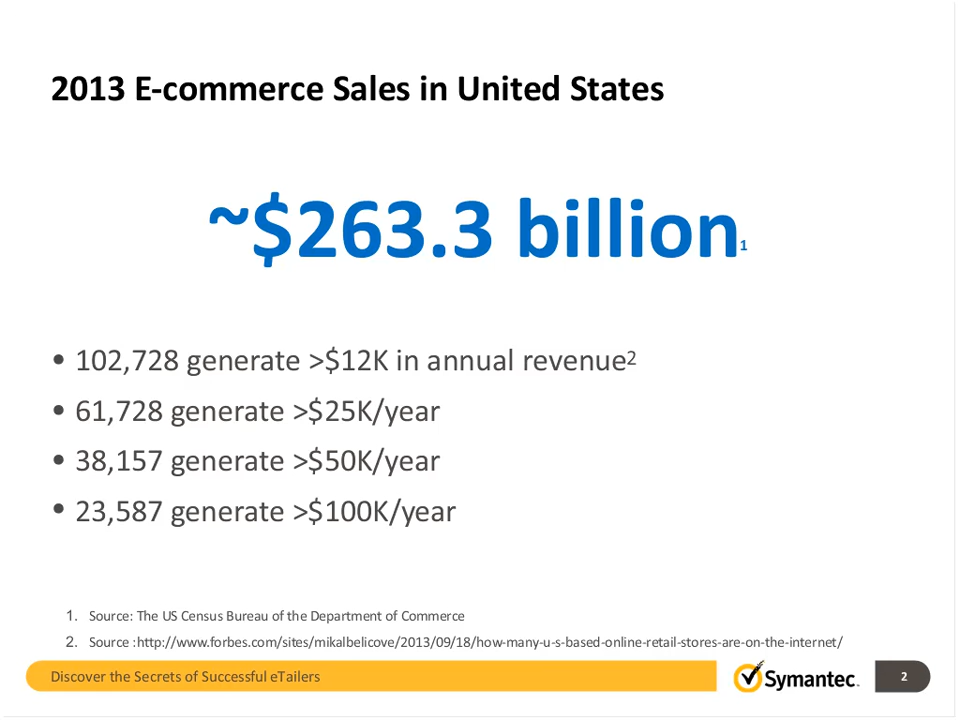 2013 E-commerce Sales in United States
~$263.3 billion1
• 102,728 generate >$12K in annual revenue2
• 61,728 generate >$25K/year
• 38,157 generate >$50K/year
• 23,587 generate >$100K/year
1. Source: The US Census Bureau of the Department of Commerce
2. Source :http://www.forbes.com/sites/mikalbelicove/2013/09/18/how-many-u-s-based-online-retail-stores-are-on-the-internet/
Discover the Secrets of Successful eTailers
Symantec.
2